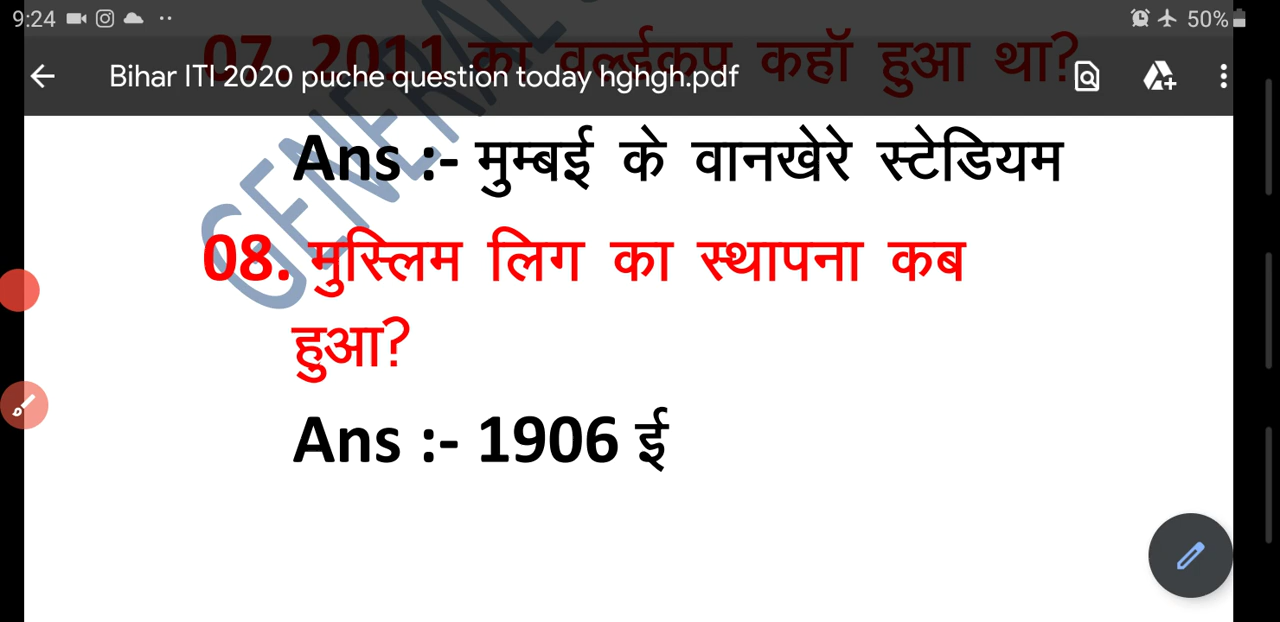 9:24
50%
07. 2011 का वर्ल्डकप कहॉ हुआ था?
Bihar ITI 2020 puche question today hghgh.pdf
GENERAL
Ans :- मुम्बई के वानखेरे स्टेडियम
08. मुस्लिम लिग का स्थापना कब
हुआ?
Ans :- 1906 ई